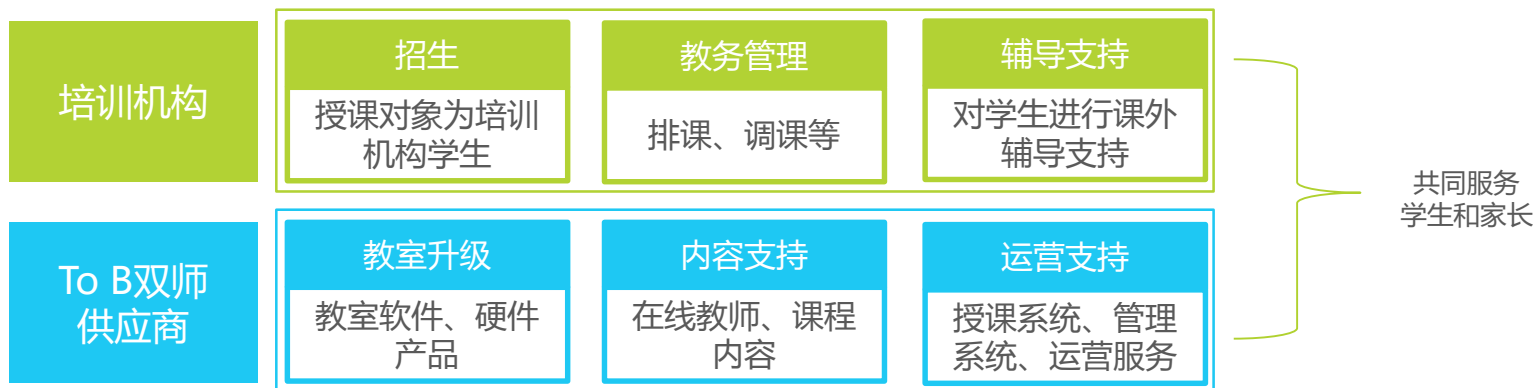 培训机构
招生
授课对象为培训
机构学生
教务管理
排课、调课等
辅导支持
对学生进行课外
辅导支持
To B双师
供应商
教室升级
教室软件、硬件
产品
内容支持
在线教师、课程
内容
运营支持
授课系统、管理
系统、运营服务
共同服务
学生和家长